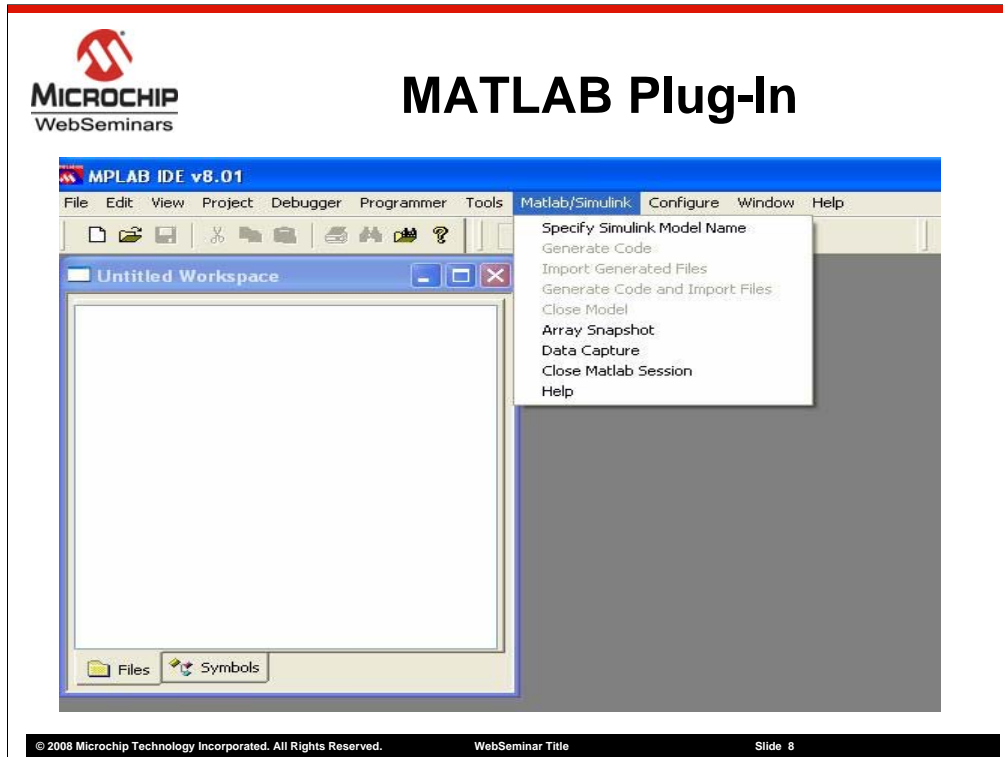 MICROCHIP
WebSeminars
MATLAB Plug-In
MPLAB IDE v8.01
File Edit View Project Debugger Programmer Tools Matlab/Simulink Configure Window Help
Specify Simulink Model Name
Generate Code
Import Generated Files
Generate Code and Import Files
Close Model
Array Snapshot
Data Capture
Close Matlab Session
Help
Untitled Workspace
Files Symbols
© 2008 Microchip Technology Incorporated. All Rights Reserved. WebSeminar Title Slide 8